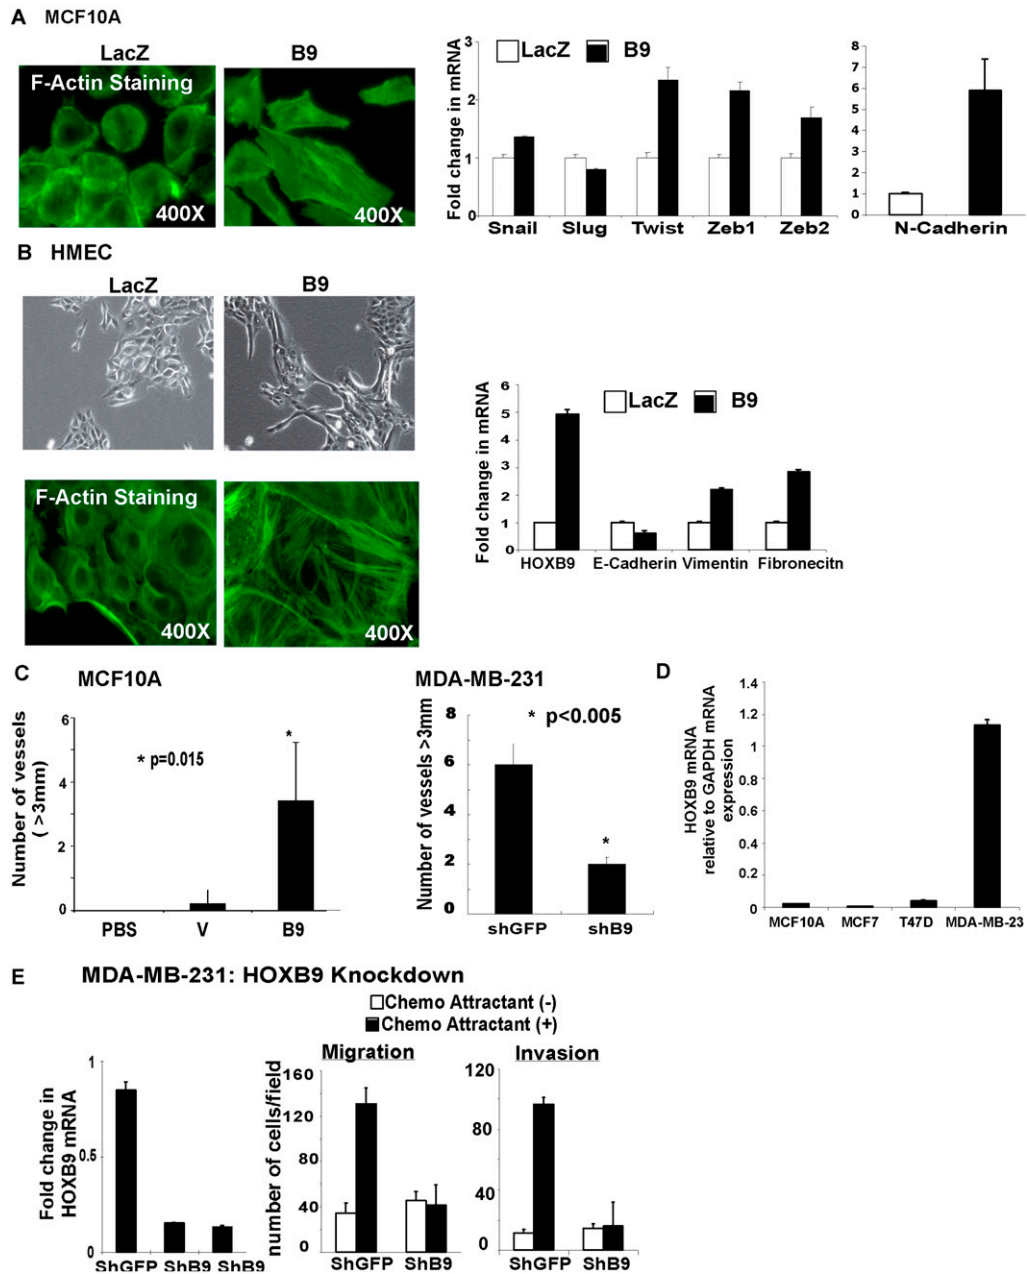 A MCF10A
LacZ
B9
F-Actin Staining
400X
400X
Fold change in mRNA
3
2
1
0
LacZ B9
Snail Slug Twist Zeb1 Zeb2
8
7
6
5
4
3
2
1
0
N-Cadherin
B HMEC
LacZ
B9
F-Actin Staining
400X
400X
Fold change in mRNA
6
5
4
3
2
1
0
LacZ B9
HOXB9 E-Cadherin Vimentin Fibronecitn
C MCF10A
Number of vessels
( >3mm)
6
4
2
0
* p=0.015
*
PBS V B9
MDA-MB-231
Number of vessels >3mm
8
6
4
2
0
* p<0.005
*
shGFP shB9
D
HOXB9 mRNA
relative to GAPDH mRNA
expression
1.4
1.2
1
0.8
0.6
0.4
0.2
0
MCF10A MCF7 T47D MDA-MB-23
E MDA-MB-231: HOXB9 Knockdown
Chemo Attractant (-)
Chemo Attractant (+)
Fold change in
HOXB9 mRNA
1
0.5
0
ShGFP ShB9 ShB9
Migration
number of cells/field
160
120
80
40
0
ShGFP ShB9
Invasion
120
80
40
0
ShGFP ShB9